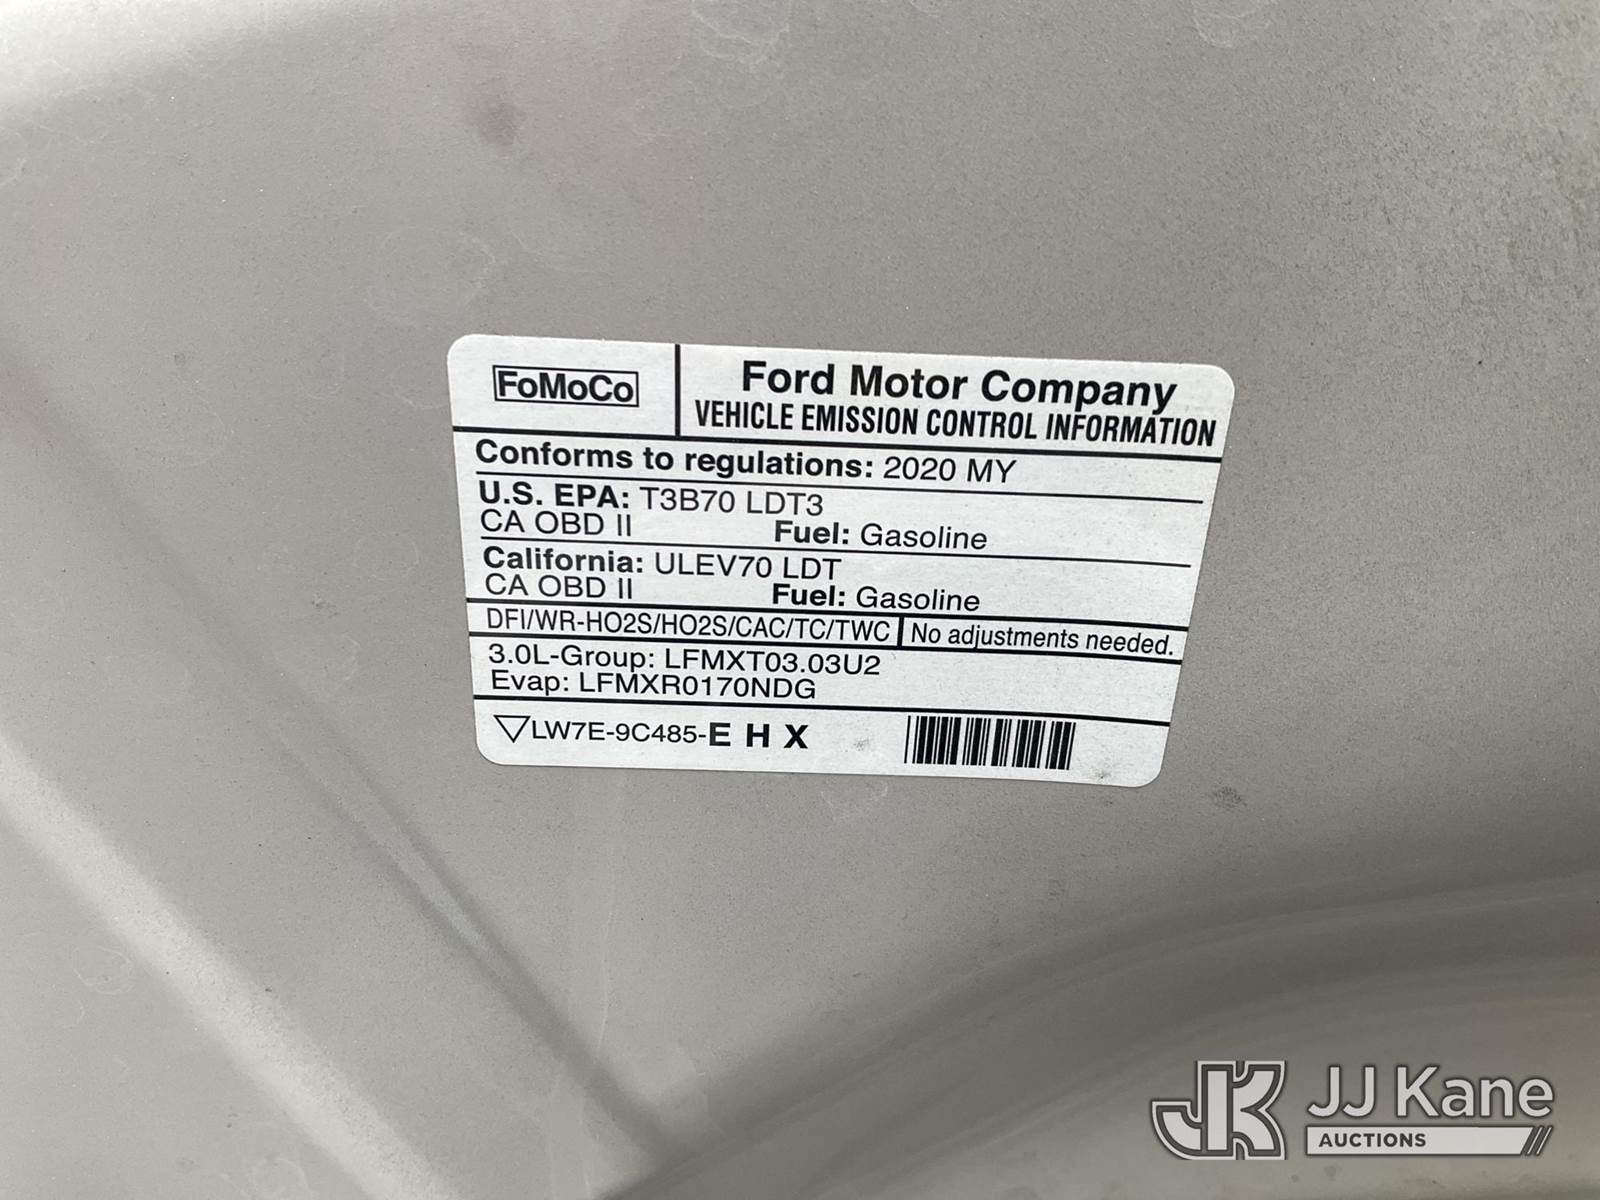 FoMoCo
Ford Motor Company
VEHICLE EMISSION CONTROL INFORMATION
Conforms to regulations: 2020 MY
U.S. EPA: T3B70 LDT3
CA OBD II Fuel: Gasoline
California: ULEV70 LDT
CA OBD II Fuel: Gasoline
DFI/WR-HO2S/HO2S/CAC/TC/TWC No adjustments needed.
3.0L-Group: LFMXT03.03U2
Evap: LFMXR0170NDG
LW7E-9C485-E H X
JK JJ Kane
AUCTIONS